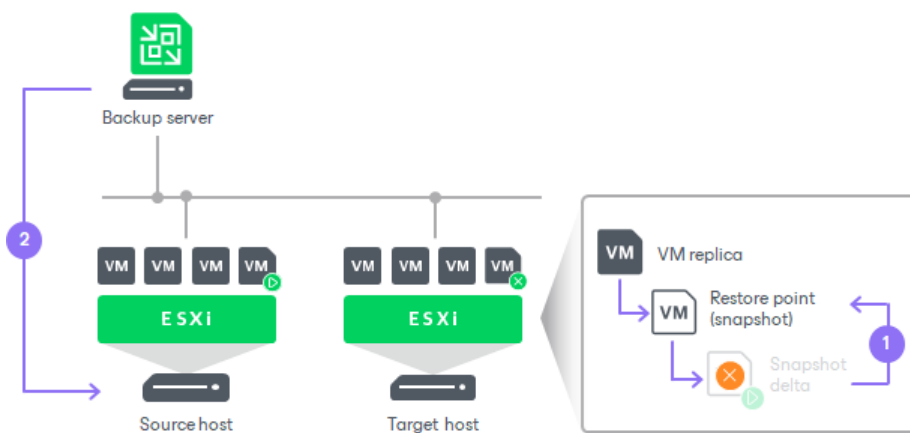 Backup server
2
VM VM VM VM
ESXi
Source host
VM VM VM VM
ESXi
Target host
VM
VM replica
VM
Restore point
(snapshot)
1
Snapshot
delta